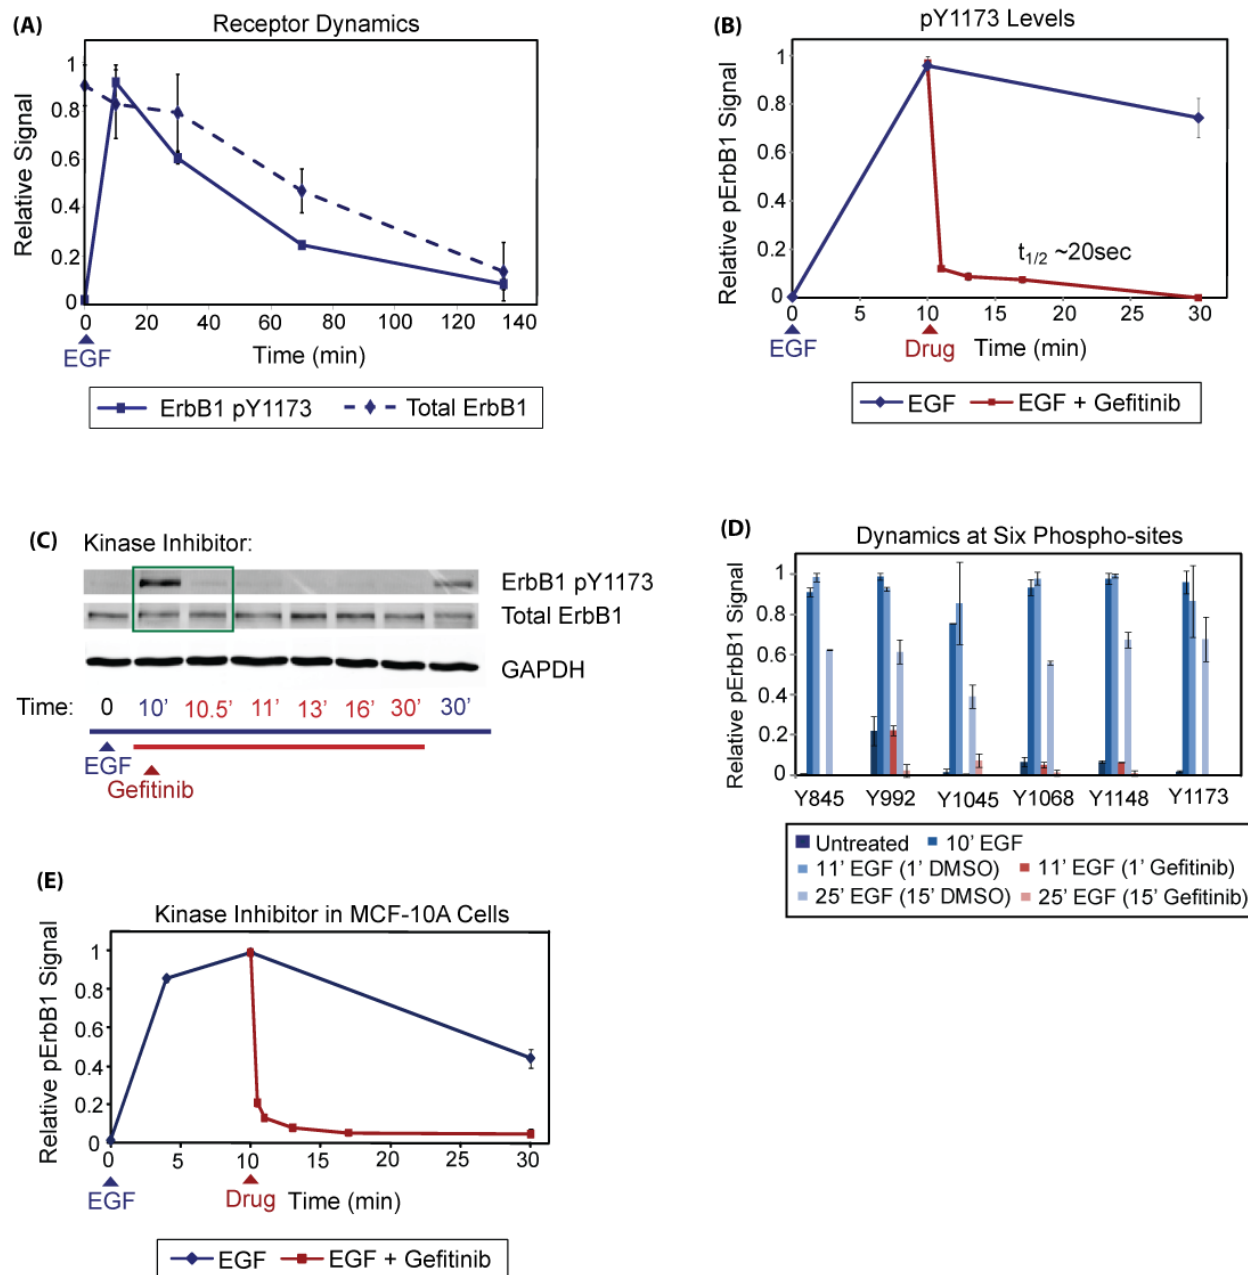 (A) Receptor Dynamics
Relative Signal
1
0.8
0.6
0.4
0.2
0
0 20 40 60 80 100 120 140
EGF
Time (min)
ErbB1 pY1173 Total ErbB1
(B) pY1173 Levels
Relative pErbB1 Signal
1
0.8
0.6
0.4
0.2
0
t1/2 ~20sec
0 5 10 15 20 25 30
EGF Drug Time (min)
EGF EGF + Gefitinib
(C) Kinase Inhibitor:
ErbB1 pY1173
Total ErbB1
GAPDH
Time: 0 10' 10.5' 11' 13' 16' 30' 30'
EGF
Gefitinib
(D) Dynamics at Six Phospho-sites
Relative pErbB1 Signal
1
0.8
0.6
0.4
0.2
0
Y845 Y992 Y1045 Y1068 Y1148 Y1173
Untreated 10' EGF
11' EGF (1' DMSO) 11' EGF (1' Gefitinib)
25' EGF (15' DMSO) 25' EGF (15' Gefitinib)
(E)
Kinase Inhibitor in MCF-10A Cells
Relative pErbB1 Signal
1
0.8
0.6
0.4
0.2
0
0 5 10 15 20 25 30
EGF Drug Time (min)
EGF EGF + Gefitinib